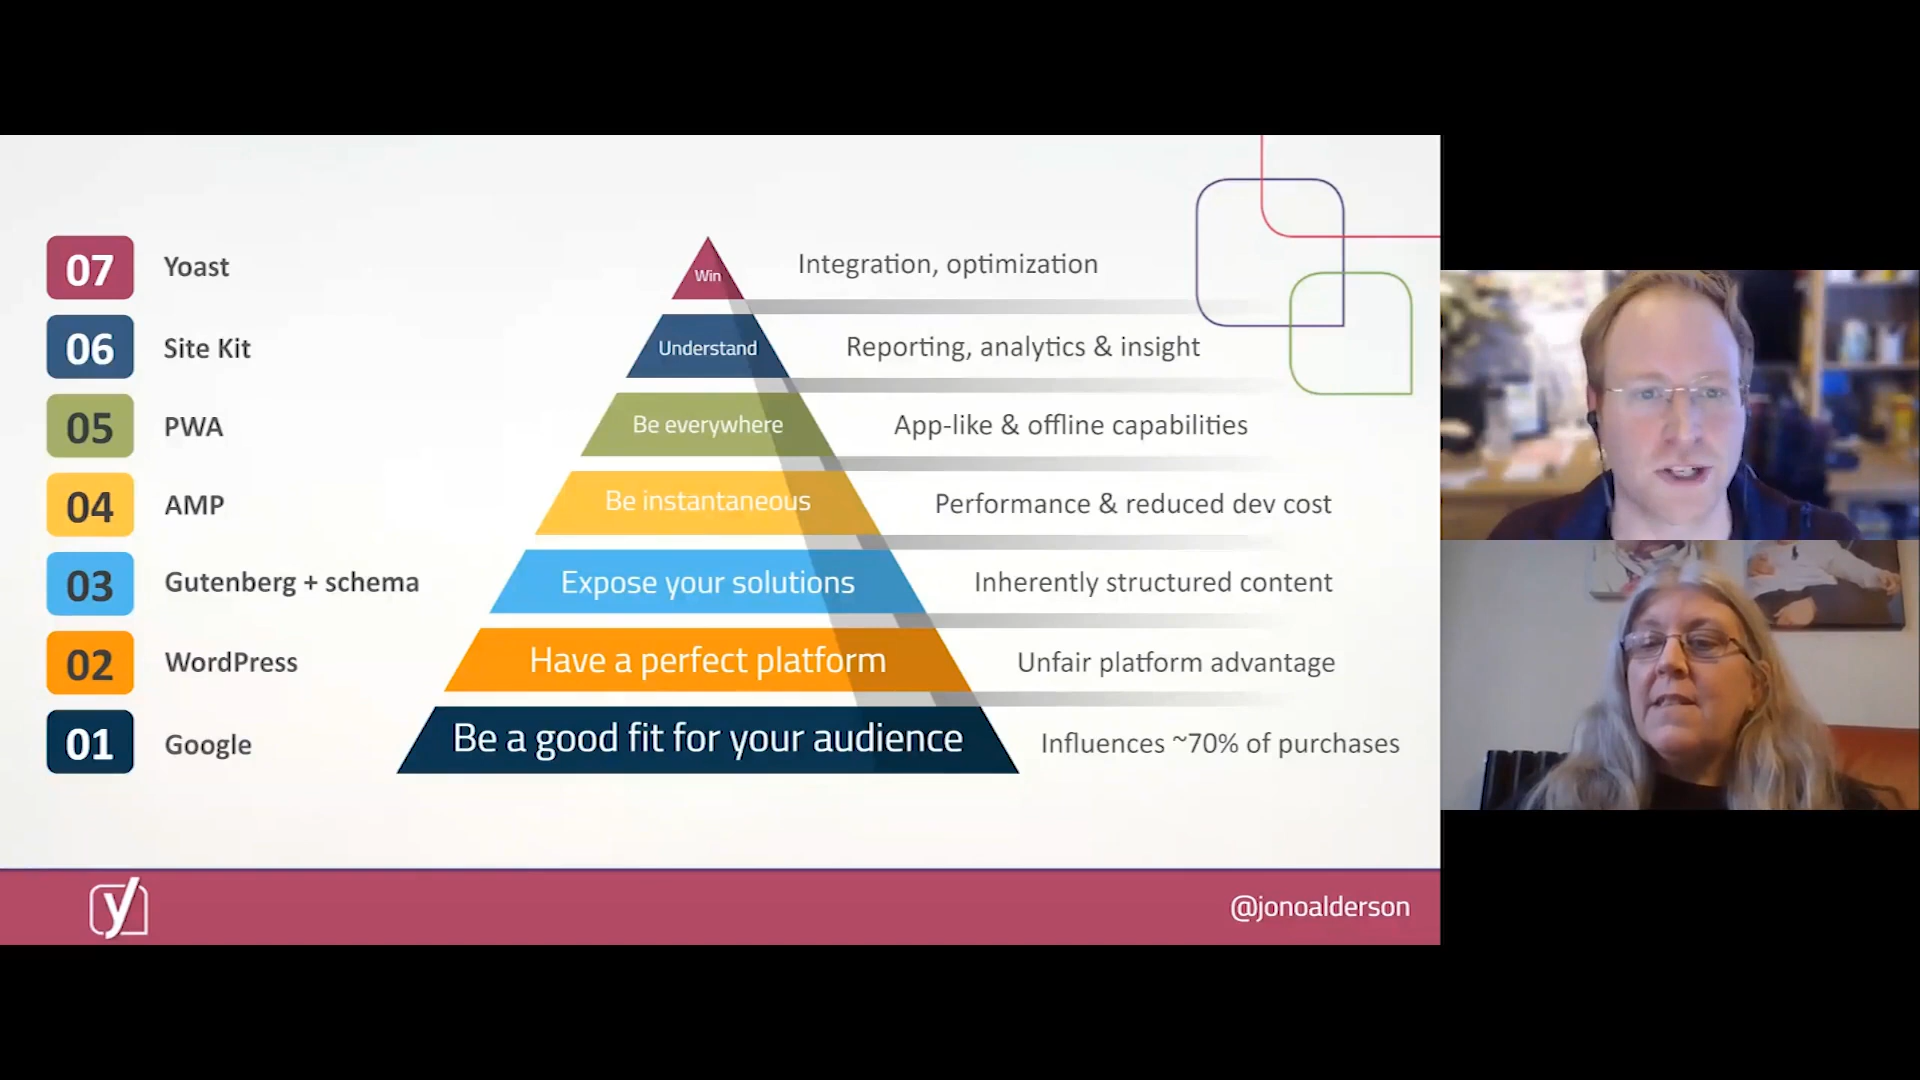 07 Yoast Win Integration, optimization
06 Site Kit Understand Reporting, analytics & insight
05 PWA Be everywhere App-like & offline capabilities
04 AMP Be instantaneous Performance & reduced dev cost
03 Gutenberg + schema Expose your solutions Inherently structured content
02 WordPress Have a perfect platform Unfair platform advantage
01 Google Be a good fit for your audience Influences ~70% of purchases
y @jonoalderson